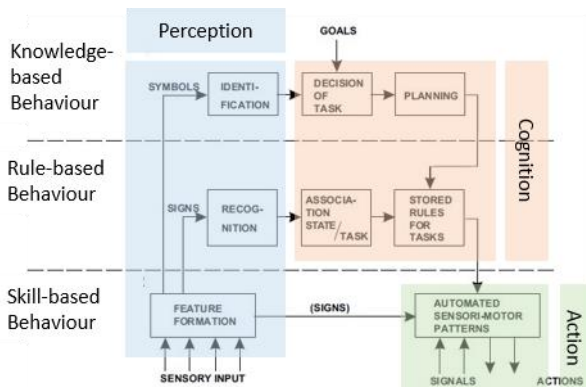 Perception
GOALS
Knowledge-
based
Behaviour
SYMBOLS
IDENTI-
FICATION
DECISION
OF
TASK
PLANNING
Cognition
Rule-based
Behaviour
SIGNS
RECOG-
NITION
ASSOCIA-
TION
STATE
/TASK
STORED
RULES
FOR
TASKS
Skill-based
Behaviour
FEATURE
FORMATION
(SIGNS)
AUTOMATED
SENSORI-MOTOR
PATTERNS
Action
SENSORY INPUT
SIGNALS
ACTIONS